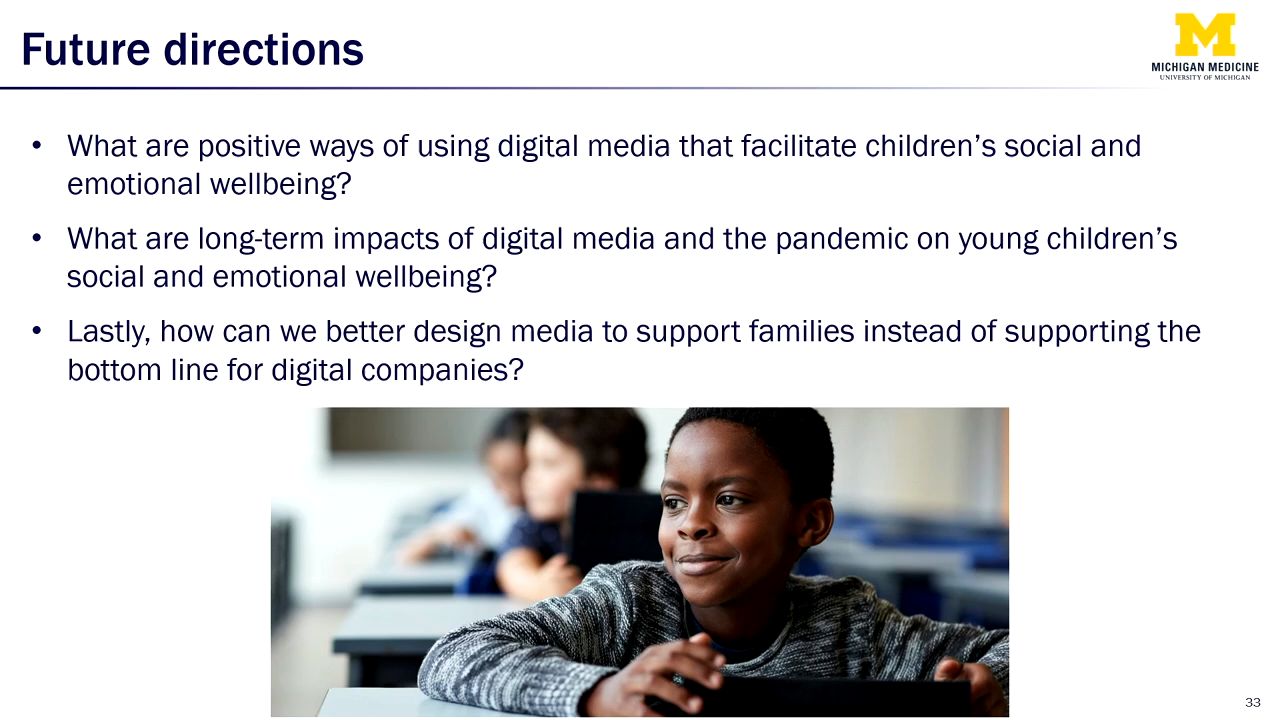 Future directions
MICHIGAN MEDICINE
UNIVERSITY OF MICHIGAN
• What are positive ways of using digital media that facilitate children’s social and
emotional wellbeing?
• What are long-term impacts of digital media and the pandemic on young children’s
social and emotional wellbeing?
• Lastly, how can we better design media to support families instead of supporting the
bottom line for digital companies?
33